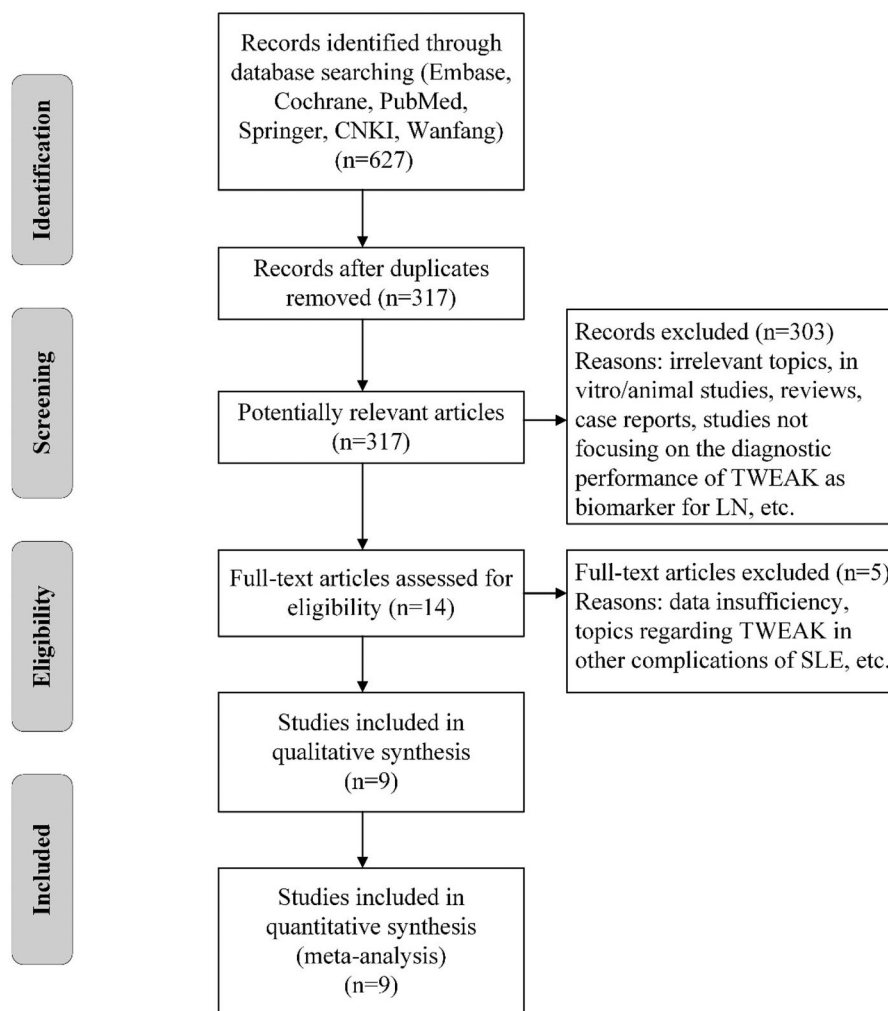 Identification
Records identified through
database searching (Embase,
Cochrane, PubMed,
Springer, CNKI, Wanfang)
(n=627)
Records after duplicates
removed (n=317)
Screening
Potentially relevant articles
(n=317)
Records excluded (n=303)
Reasons: irrelevant topics, in
vitro/animal studies, reviews,
case reports, studies not
focusing on the diagnostic
performance of TWEAK as
biomarker for LN, etc.
Eligibility
Full-text articles assessed for
eligibility (n=14)
Full-text articles excluded (n=5)
Reasons: data insufficiency,
topics regarding TWEAK in
other complications of SLE, etc.
Studies included in
qualitative synthesis
(n=9)
Included
Studies included in
quantitative synthesis
(meta-analysis)
(n=9)